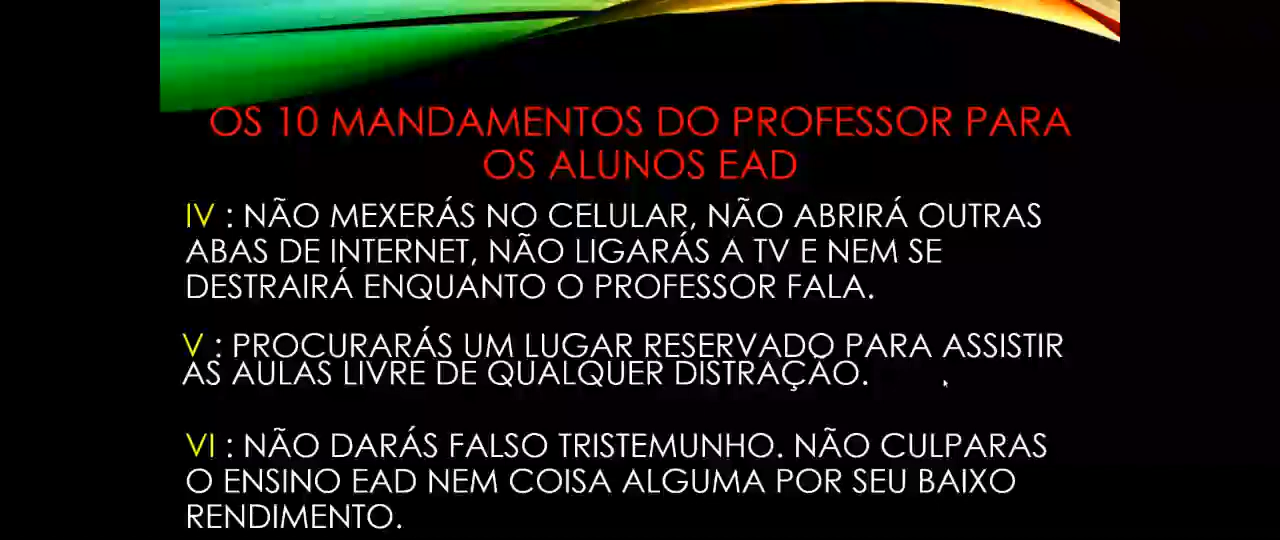 OS 10 MANDAMENTOS DO PROFESSOR PARA
OS ALUNOS EAD
IV : NÃO MEXERÁS NO CELULAR, NÃO ABRIRÁ OUTRAS
ABAS DE INTERNET, NÃO LIGARÁS A TV E NEM SE
DESTRAIRÁ ENQUANTO O PROFESSOR FALA.
V : PROCURARÁS UM LUGAR RESERVADO PARA ASSISTIR
AS AULAS LIVRE DE QUALQUER DISTRAÇÃO.
VI : NÃO DARÁS FALSO TRISTEMUNHO. NÃO CULPARAS
O ENSINO EAD NEM COISA ALGUMA POR SEU BAIXO
RENDIMENTO.